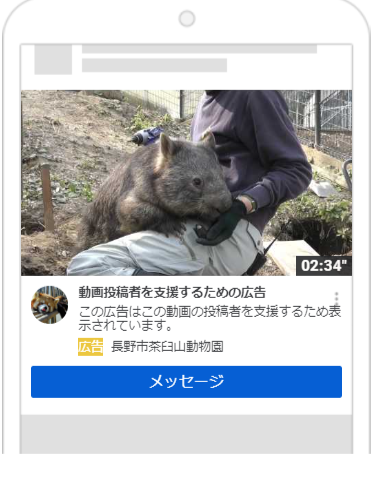 02:34"
動画投稿者を支援するための広告
この広告はこの動画の投稿者を支援するため表
示されています。
広告 長野市茶臼山動物園
メッセージ